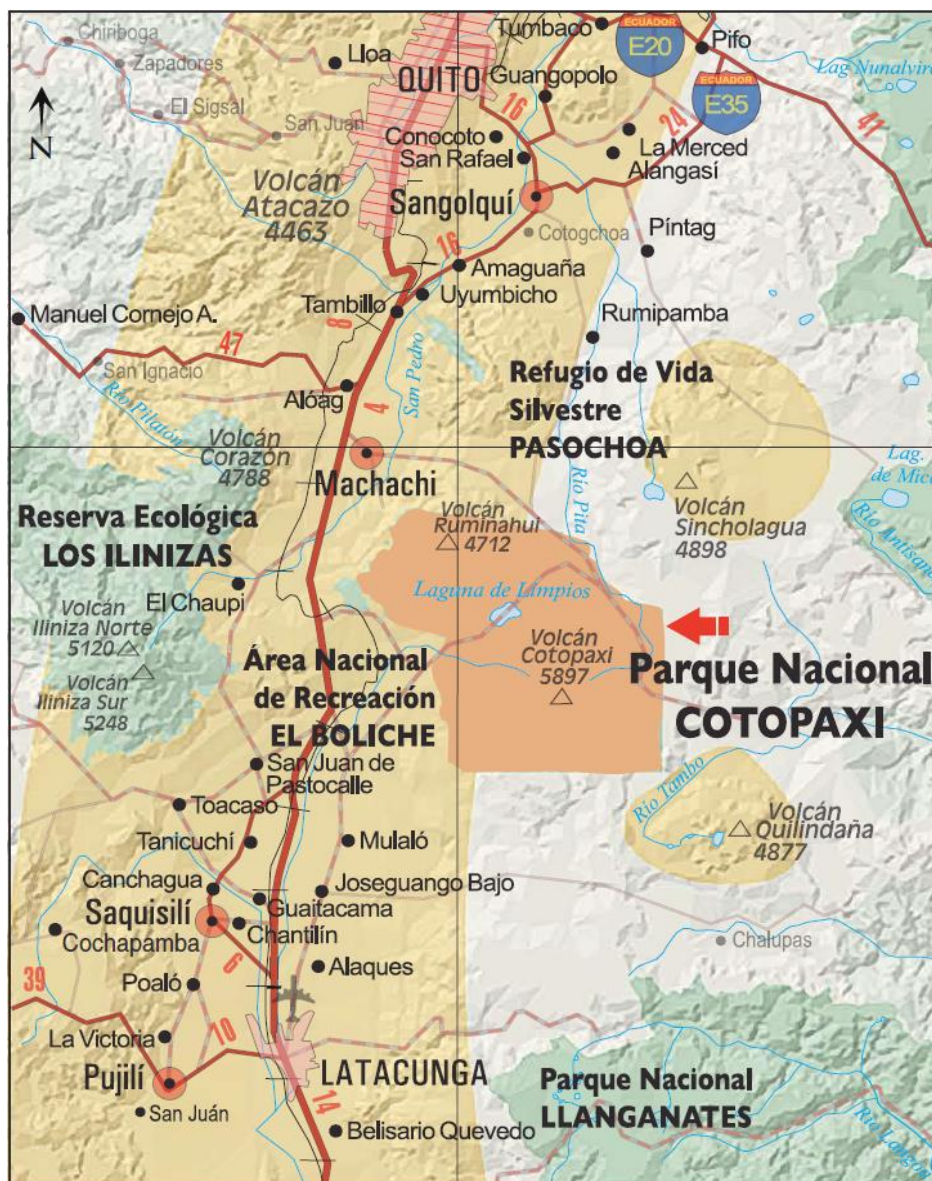 Chiriboga
Zapadores
El Sigsal
San Juan
Lloa
QUITO
Tumbaco
ECUADOR
E20
Pifo
Guangopolo
ECUADOR
E35
16
24
41
N
Conocoto
San Rafael
La Merced
Alangasí
Volcán
Atacazo
4463
Sangolquí
Cotogchoa
Píntag
16
Amaguaña
Uyumbicho
Tambillo
8
Manuel Cornejo A.
47
San Ignacio
Rumipamba
Alóag
4
San Pedro
Río Pilatón
Refugio de Vida
Silvestre
PASOCHOA
Volcán
Corazón
4788
Machachi
Río Pita
Lag.
de Mic
Volcán
Sincholagua
4898
Río Antisana
Reserva Ecológica
LOS ILINIZAS
Volcán
Ruminahui
4712
El Chaupi
Laguna de Limpios
Volcán
Iliniza Norte
5120
Volcán
Iliniza Sur
5248
Volcán
Cotopaxi
5897
Parque Nacional
COTOPAXI
Área Nacional
de Recreación
EL BOLICHE
San Juan de
Pastocalle
Toacaso
Tanicuchí
Mulaló
Río Tambo
Volcán
Quilindaña
4877
Canchagua
Joseguango Bajo
Saquisilí
Guaitacama
Chantilín
Cochapamba
6
Alaques
Chalupas
Poaló
39
La Victoria
10
Pujilí
LATACUNGA
San Juán
14
Belisario Quevedo
Parque Nacional
LLANGANATES